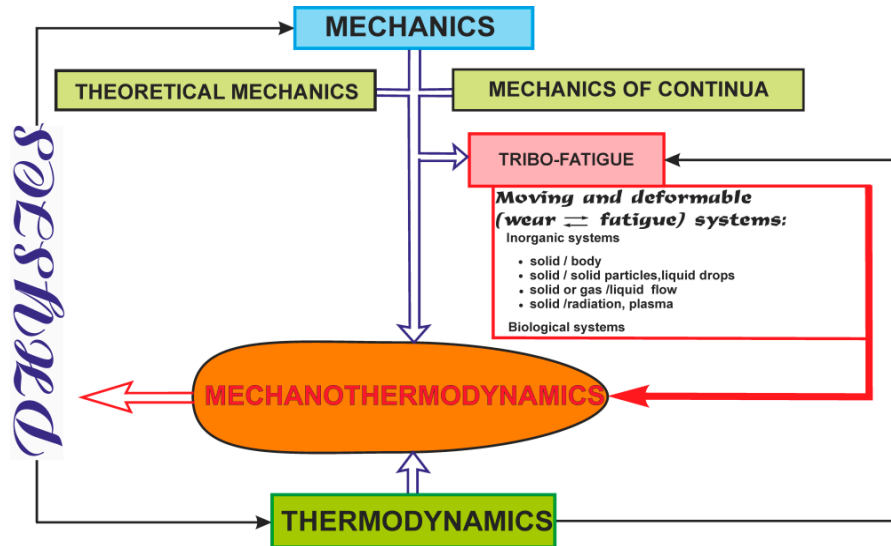 MECHANICS
THEORETICAL MECHANICS
MECHANICS OF CONTINUA
PHYSICS
TRIBO-FATIGUE
Moving and deformable
(wear ⇄ fatigue) systems:
Inorganic systems
• solid / body
• solid / solid particles,liquid drops
• solid or gas /liquid flow
• solid /radiation, plasma
Biological systems
MECHANOTHERMODYNAMICS
THERMODYNAMICS